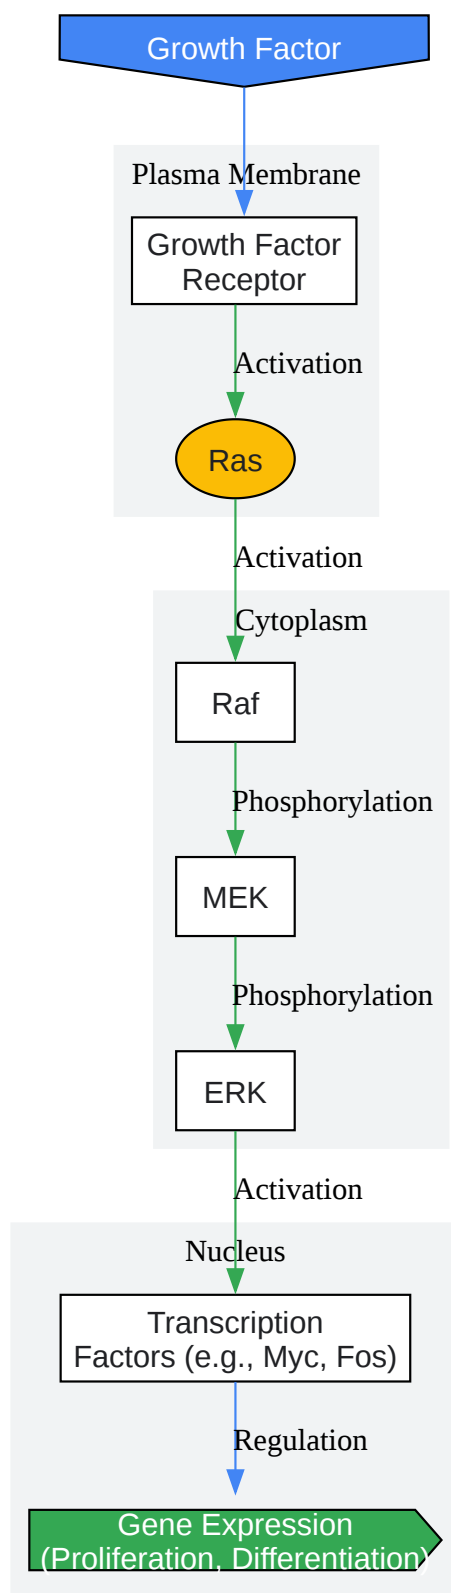 Growth Factor
Plasma Membrane
Growth Factor
Receptor
Activation
Ras
Activation
Cytoplasm
Raf
Phosphorylation
MEK
Phosphorylation
ERK
Activation
Nucleus
Transcription
Factors (e.g., Myc, Fos)
Regulation
Gene Expression
(Proliferation, Differentiation)